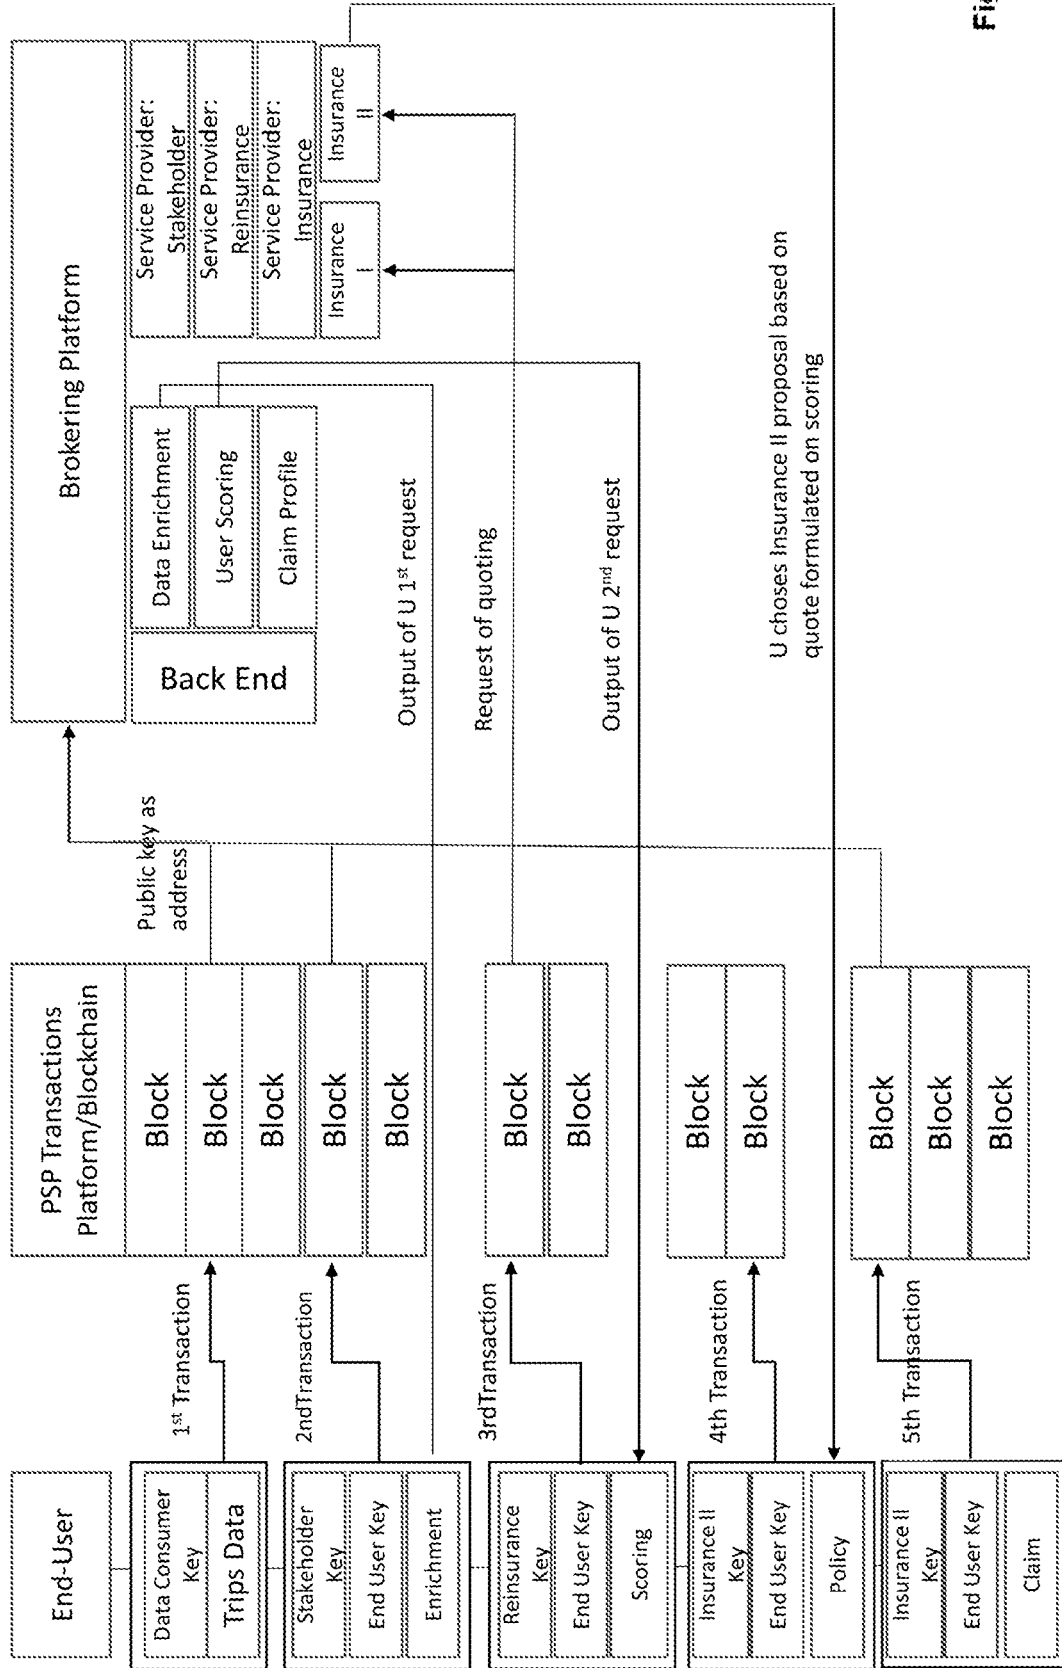 End-User
Data Consumer
Key
Trips Data
Stakeholder
Key
End User Key
Enrichment
Reinsurance
Key
End User Key
Scoring
Insurance II
Key
End User Key
Policy
Insurance II
Key
End User Key
Claim
1st Transaction
2ndTransaction
3rdTransaction
4th Transaction
5th Transaction
PSP Transactions
Platform/Blockchain
Block
Block
Block
Block
Block
Block
Block
Block
Block
Block
Block
Block
Public key as
address
Output of U 1st request
Request of quoting
Output of U 2nd request
U choses Insurance II proposal based on
quote formulated on scoring
Brokering Platform
Back End
Data Enrichment
User Scoring
Claim Profile
Service Provider:
Stakeholder
Service Provider:
Reinsurance
Service Provider:
Insurance
Insurance
I
Insurance
II